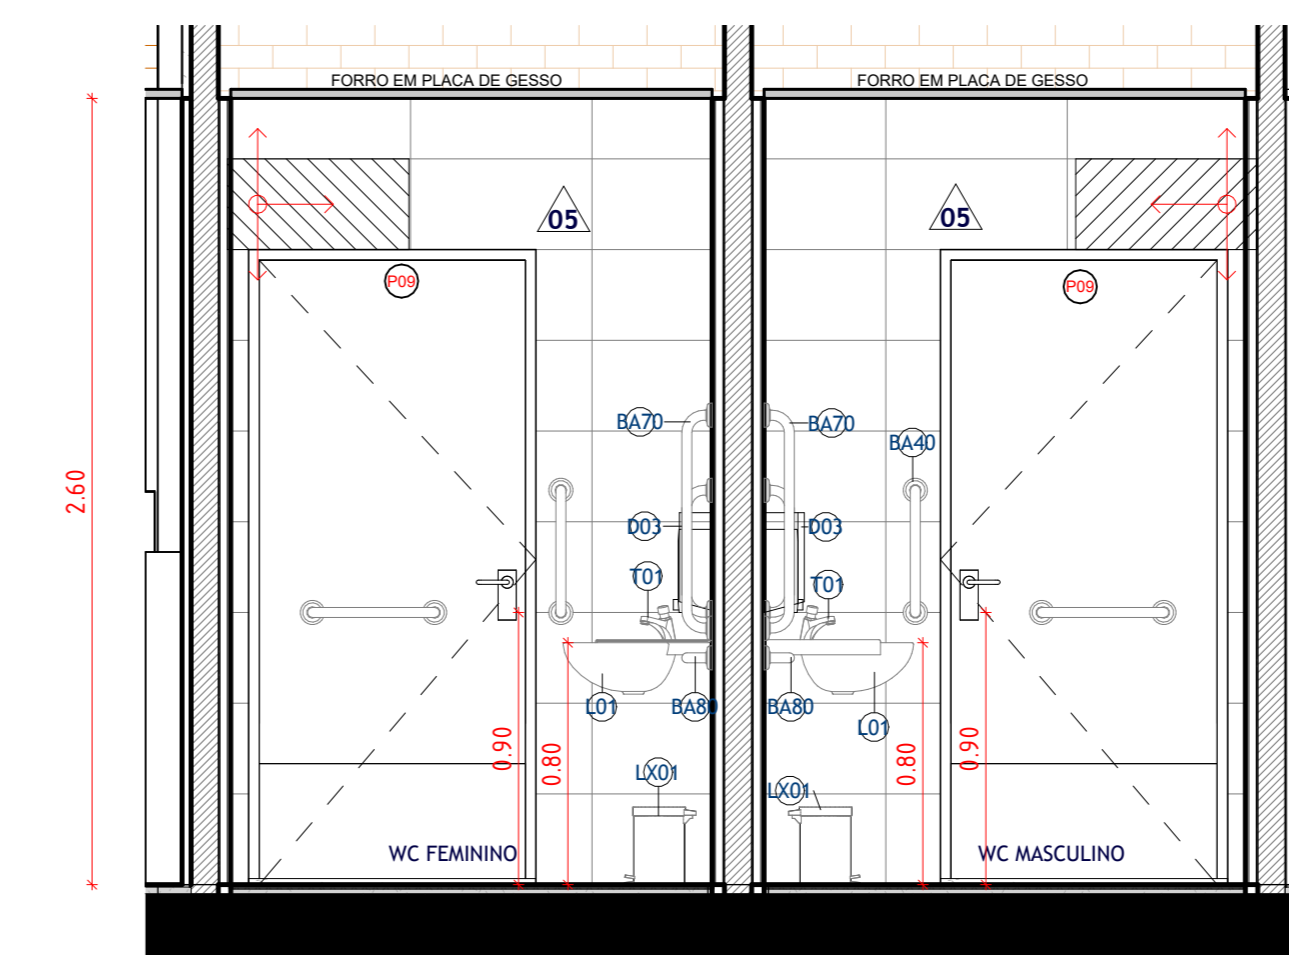 FORRO EM PLACA DE GESSO
FORRO EM PLACA DE GESSO
05
05
P09
P09
BA70
BA70
BA40
2.60
D03
D03
T01
T01
L01
BA80
BA80
L01
0.90
0.80
0.80
0.90
LX01
LX01
WC FEMININO
WC MASCULINO